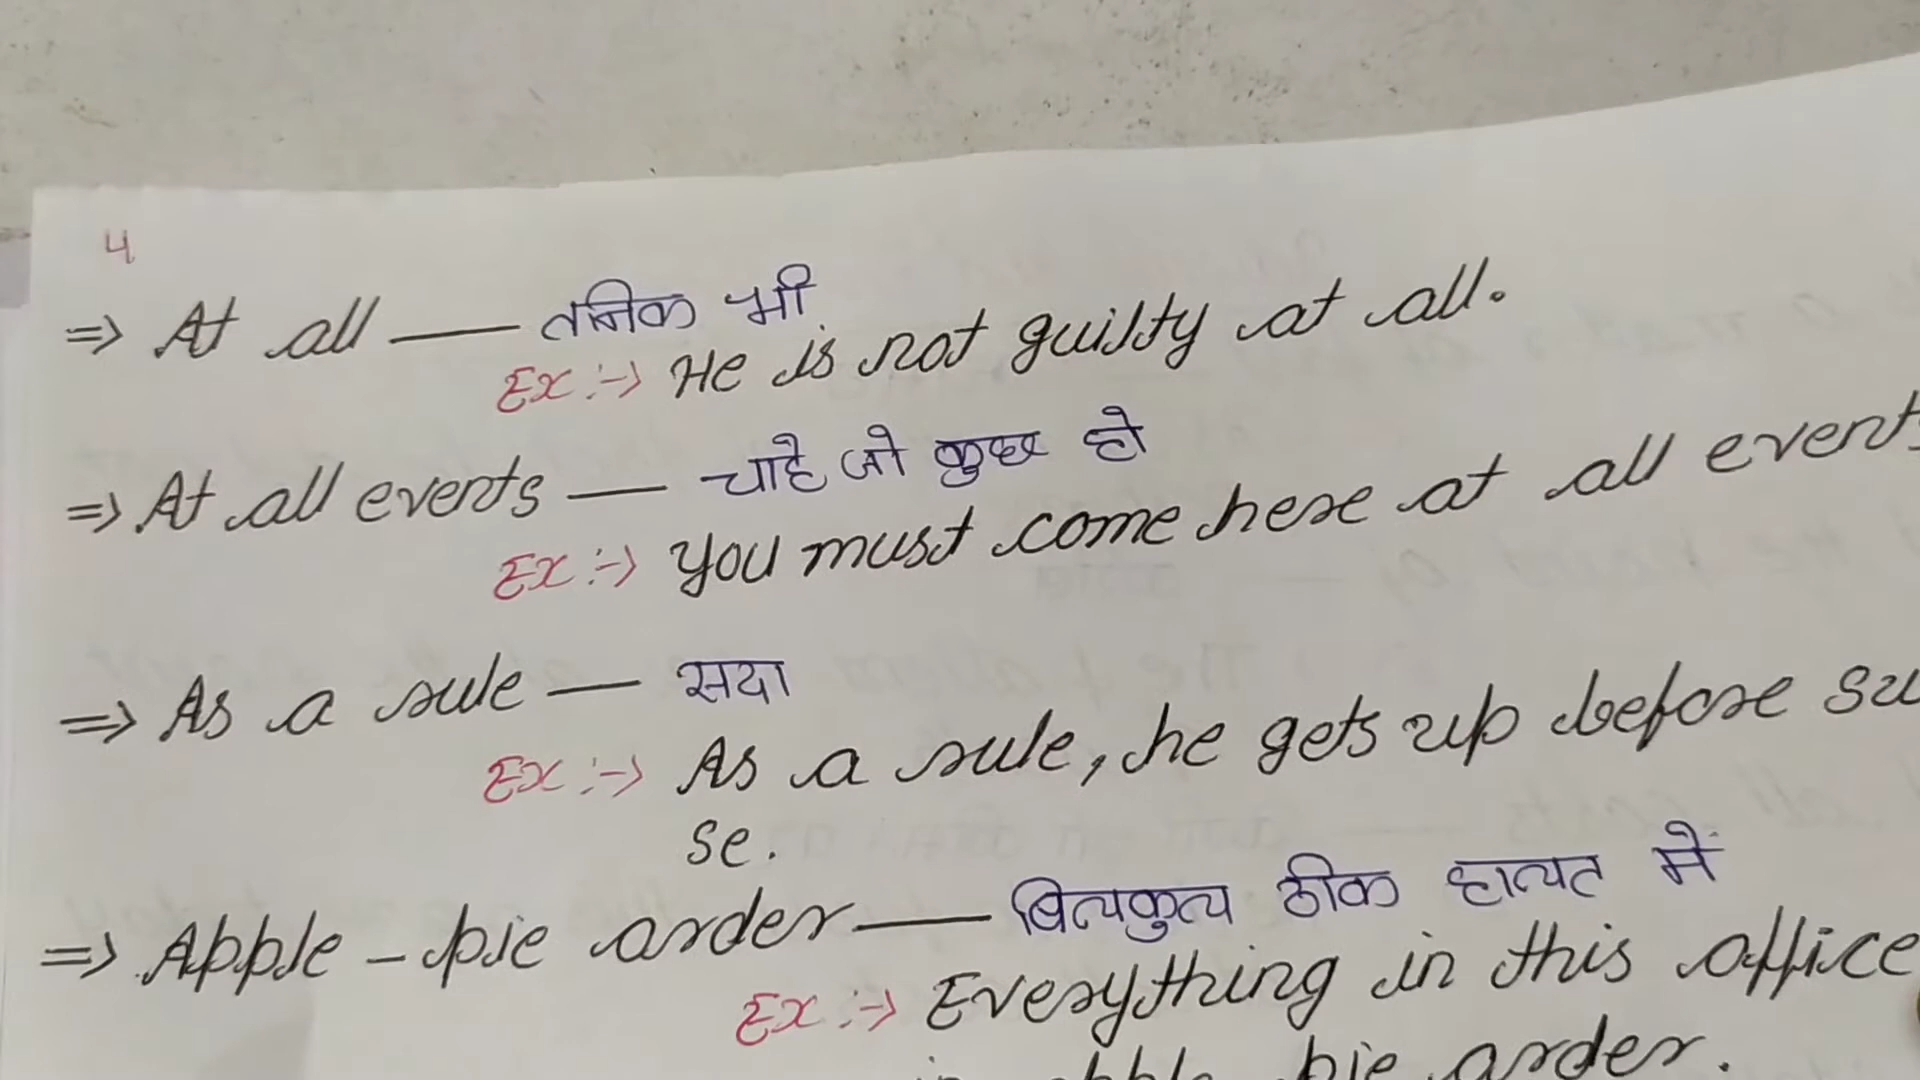 4
⇒ At all — तनिक भी
Ex :→ He is not guilty at all.
⇒ At all events — चाहे जो कुछ हो
Ex :→ You must come here at all events
⇒ As a rule — सदा
Ex :→ As a rule, he gets up before su
se.
⇒ Apple-pie order — बिल्कुल ठीक हालत में
Ex :→ Everything in this office
pie order.